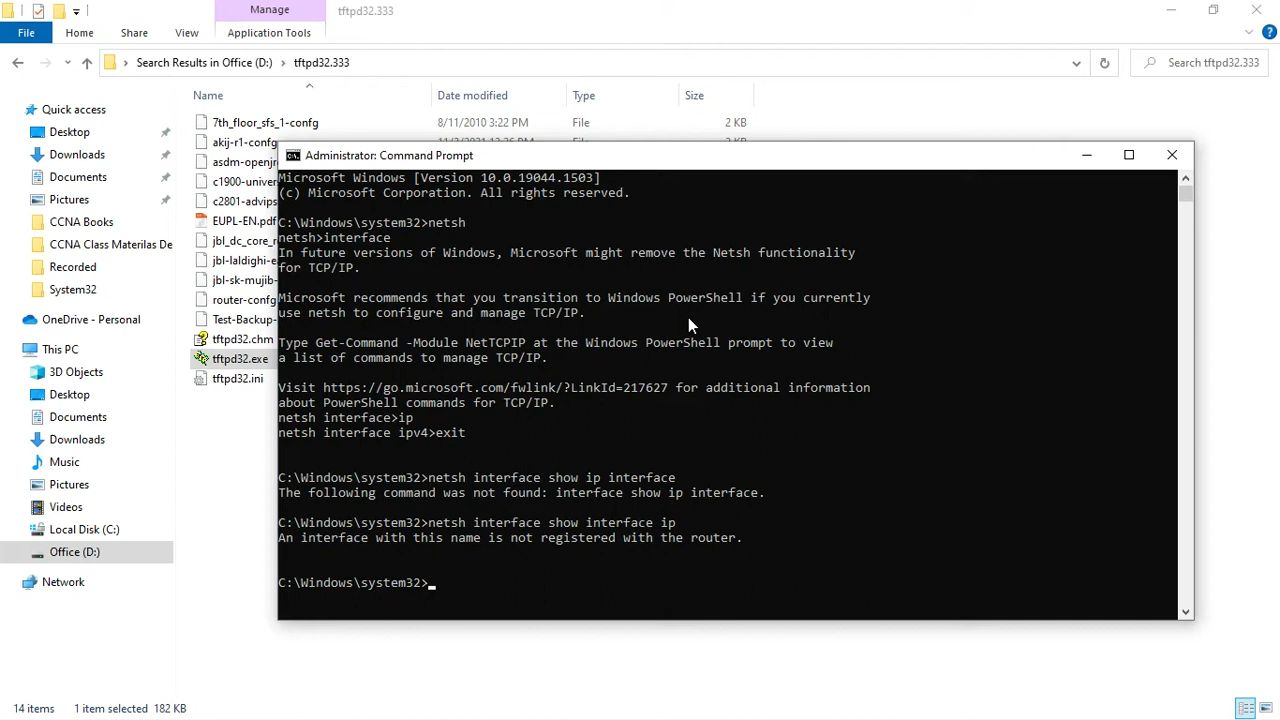 Manage
tftpd32.333
File
Home
Share
View
Application Tools
Search Results in Office (D:)
tftpd32.333
Search tftpd32.333
Name
Date modified
Type
Size
Quick access
Desktop
Downloads
Documents
Pictures
CCNA Books
CCNA Class Materilas De
Recorded
System32
OneDrive - Personal
This PC
3D Objects
Desktop
Documents
Downloads
Music
Pictures
Videos
Local Disk (C:)
Office (D:)
Network
7th_floor_sfs_1-confg
8/11/2010 3:22 PM
File
2 KB
akij-r1-confg
asdm-openjr
c1900-univer
c2801-advips
EUPL-EN.pdf
jbl_dc_core_r
jbl-laldighi-e
jbl-sk-mujib-
router-confg
Test-Backup-
tftpd32.chm
tftpd32.exe
tftpd32.ini
Administrator: Command Prompt
Microsoft Windows [Version 10.0.19044.1503]
(c) Microsoft Corporation. All rights reserved.
C:\Windows\system32>netsh
netsh>interface
In future versions of Windows, Microsoft might remove the Netsh functionality
for TCP/IP.
Microsoft recommends that you transition to Windows PowerShell if you currently
use netsh to configure and manage TCP/IP.
Type Get-Command -Module NetTCPIP at the Windows PowerShell prompt to view
a list of commands to manage TCP/IP.
Visit https://go.microsoft.com/fwlink/?LinkId=217627 for additional information
about PowerShell commands for TCP/IP.
netsh interface>ip
netsh interface ipv4>exit
C:\Windows\system32>netsh interface show ip interface
The following command was not found: interface show ip interface.
C:\Windows\system32>netsh interface show interface ip
An interface with this name is not registered with the router.
C:\Windows\system32>
14 items
1 item selected 182 KB